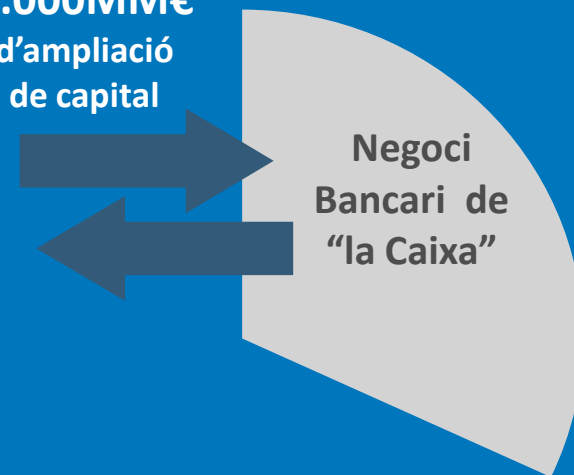 .000MM€
d’ampliació
de capital
Negoci
Bancari de
“la Caixa”